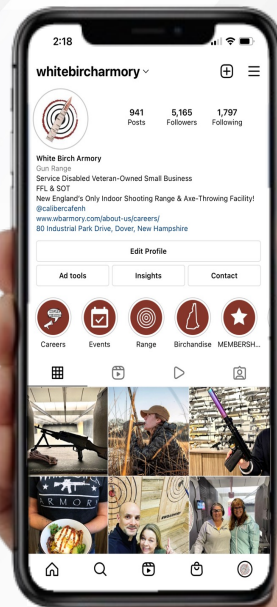 2:18
whitebircharmory
941
5,165
1,797
Posts
Followers
Following
White Birch Armory
Gun Range
Service Disabled Veteran-Owned Small Business
FFL & SOT
New England's Only Indoor Shooting Range & Axe-Throwing Facility!
@calibercafenh
www.wbarmory.com/about-us/careers/
80 Industrial Park Drive, Dover, New Hampshire
Edit Profile
Ad tools
Insights
Contact
Careers
Events
Range
Birchandise
MEMBERSH...
ARMORY